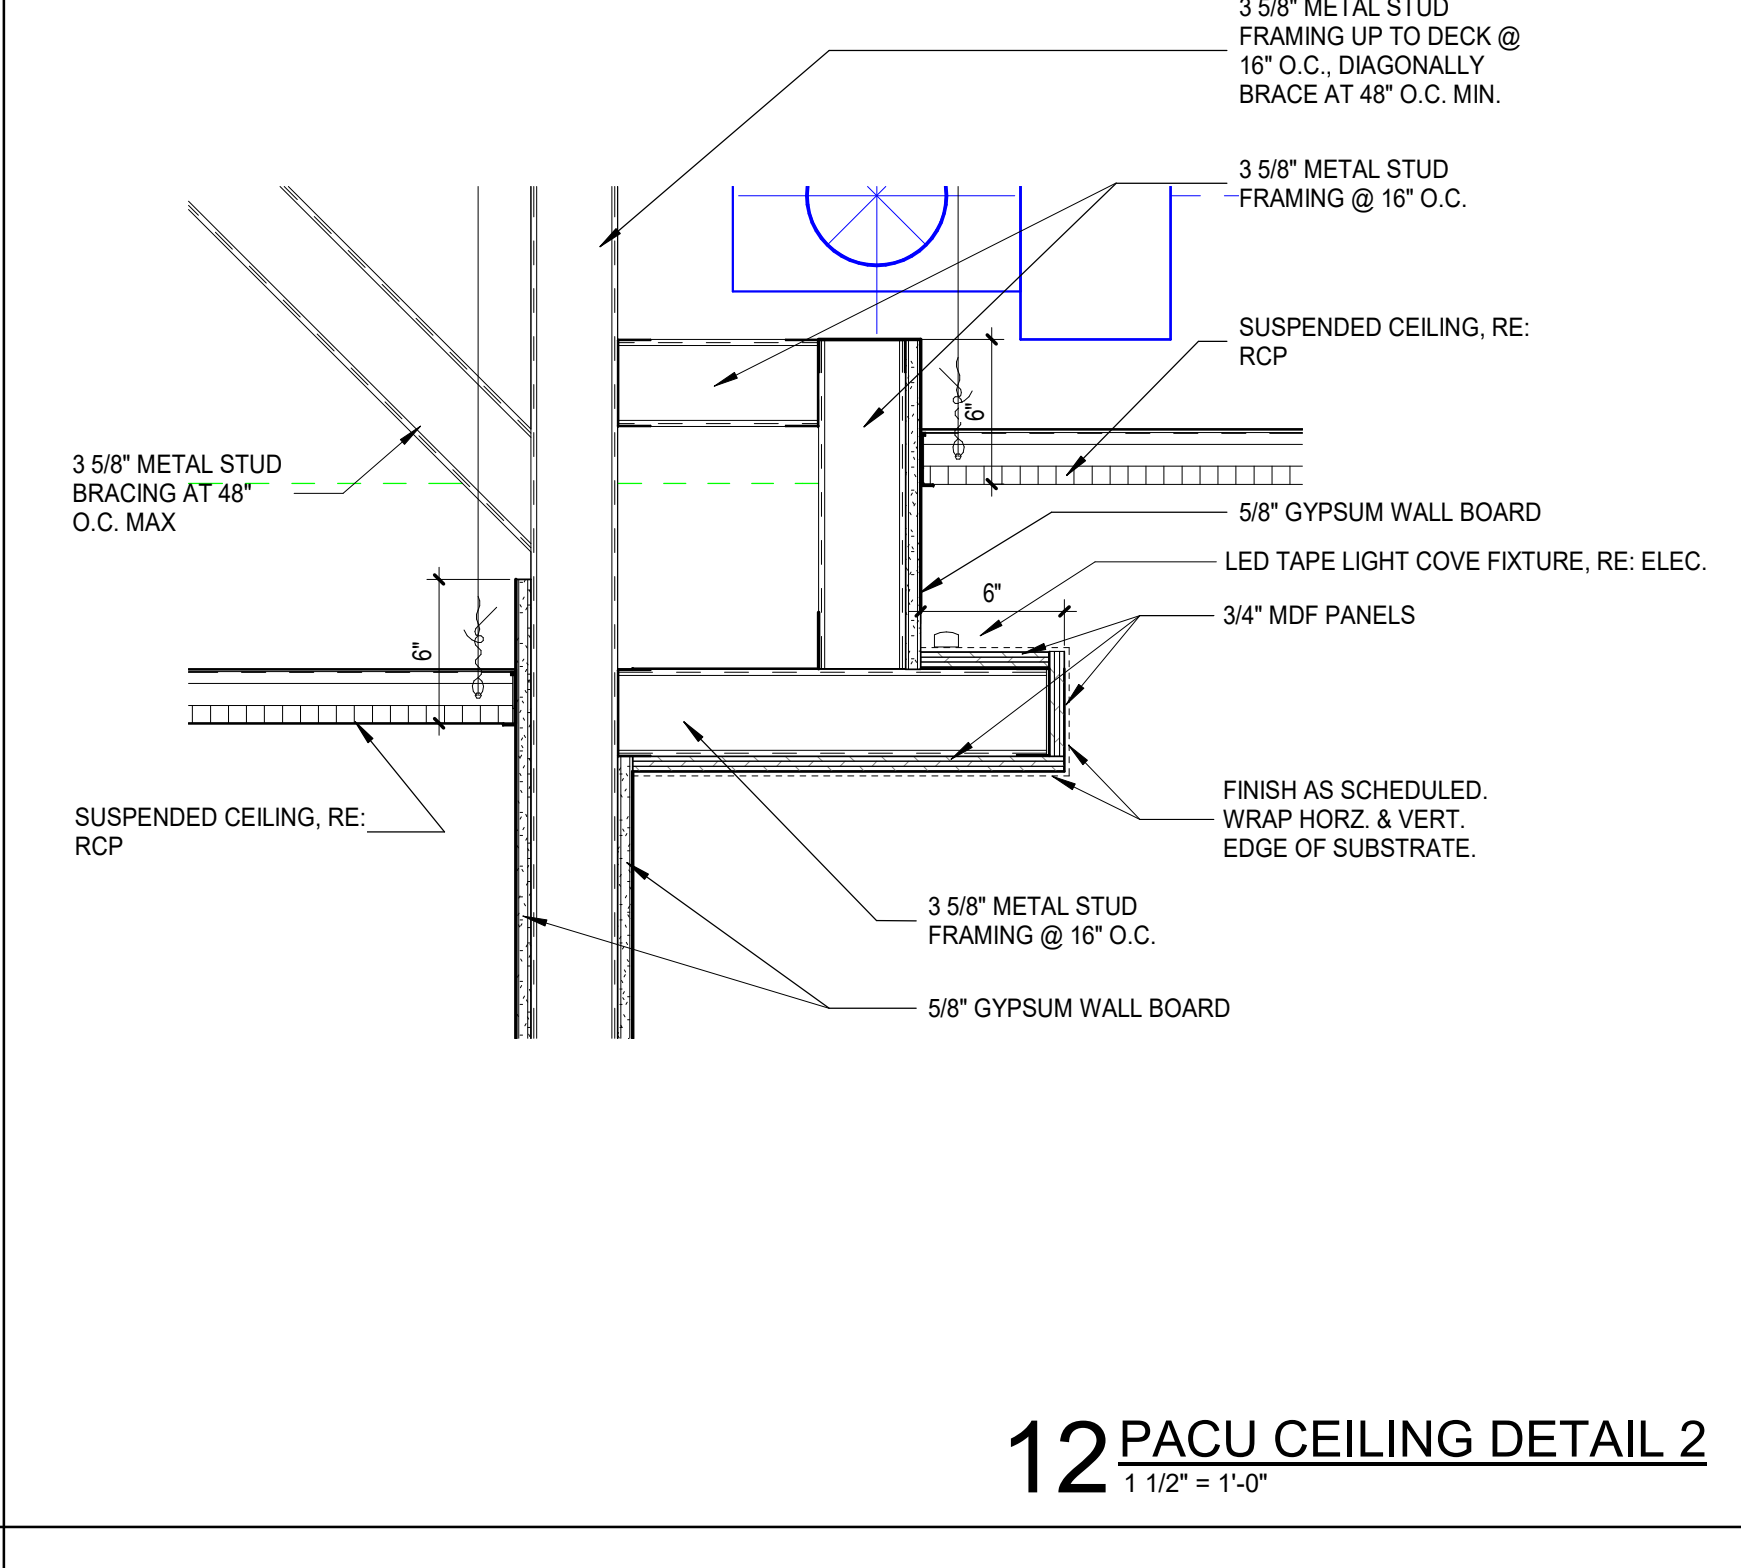 3 5/8" METAL STUD
FRAMING UP TO DECK @
16" O.C., DIAGONALLY
BRACE AT 48" O.C. MIN.
3 5/8" METAL STUD
FRAMING @ 16" O.C.
SUSPENDED CEILING, RE:
RCP
6"
3 5/8" METAL STUD
BRACING AT 48"
O.C. MAX
5/8" GYPSUM WALL BOARD
LED TAPE LIGHT COVE FIXTURE, RE: ELEC.
6"
3/4" MDF PANELS
6"
SUSPENDED CEILING, RE:
RCP
FINISH AS SCHEDULED.
WRAP HORZ. & VERT.
EDGE OF SUBSTRATE.
3 5/8" METAL STUD
FRAMING @ 16" O.C.
5/8" GYPSUM WALL BOARD
12 PACU CEILING DETAIL 2
1 1/2" = 1'-0"